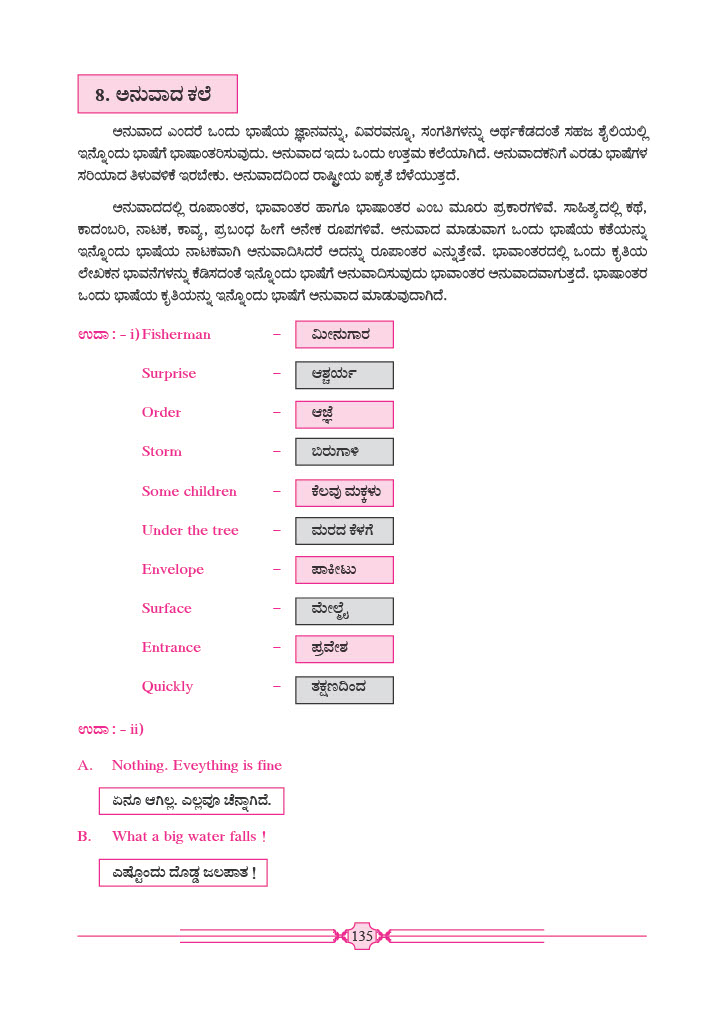 8. ಅನುವಾದ ಕಲೆ
ಅನುವಾದ ಎಂದರೆ ಒಂದು ಭಾಷೆಯ ಜ್ಞಾನವನ್ನು, ವಿವರವನ್ನೂ, ಸಂಗತಿಗಳನ್ನು ಅರ್ಥಕೆಡದಂತೆ ಸಹಜ ಶೈಲಿಯಲ್ಲಿ
ಇನ್ನೊಂದು ಭಾಷೆಗೆ ಭಾಷಾಂತರಿಸುವುದು. ಅನುವಾದ ಇದು ಒಂದು ಉತ್ತಮ ಕಲೆಯಾಗಿದೆ. ಅನುವಾದಕನಿಗೆ ಎರಡು ಭಾಷೆಗಳ
ಸರಿಯಾದ ತಿಳುವಳಿಕೆ ಇರಬೇಕು. ಅನುವಾದದಿಂದ ರಾಷ್ಟ್ರೀಯ ಐಕ್ಯತೆ ಬೆಳೆಯುತ್ತದೆ.
ಅನುವಾದದಲ್ಲಿ ರೂಪಾಂತರ, ಭಾವಾಂತರ ಹಾಗೂ ಭಾಷಾಂತರ ಎಂಬ ಮೂರು ಪ್ರಕಾರಗಳಿವೆ. ಸಾಹಿತ್ಯದಲ್ಲಿ ಕಥೆ,
ಕಾದಂಬರಿ, ನಾಟಕ, ಕಾವ್ಯ, ಪ್ರಬಂಧ ಹೀಗೆ ಅನೇಕ ರೂಪಗಳಿವೆ. ಅನುವಾದ ಮಾಡುವಾಗ ಒಂದು ಭಾಷೆಯ ಕತೆಯನ್ನು
ಇನ್ನೊಂದು ಭಾಷೆಯ ನಾಟಕವಾಗಿ ಅನುವಾದಿಸಿದರೆ ಅದನ್ನು ರೂಪಾಂತರ ಎನ್ನುತ್ತೇವೆ. ಭಾವಾಂತರದಲ್ಲಿ ಒಂದು ಕೃತಿಯ
ಲೇಖಕನ ಭಾವನೆಗಳನ್ನು ಕೆಡಿಸದಂತೆ ಇನ್ನೊಂದು ಭಾಷೆಗೆ ಅನುವಾದಿಸುವುದು ಭಾವಾಂತರ ಅನುವಾದವಾಗುತ್ತದೆ. ಭಾಷಾಂತರ
ಒಂದು ಭಾಷೆಯ ಕೃತಿಯನ್ನು ಇನ್ನೊಂದು ಭಾಷೆಗೆ ಅನುವಾದ ಮಾಡುವುದಾಗಿದೆ.
ಉದಾ : – i) Fisherman – ಮೀನುಗಾರ
Surprise – ಆಶ್ಚರ್ಯ
Order – ಆಜ್ಞೆ
Storm – ಬಿರುಗಾಳಿ
Some children – ಕೆಲವು ಮಕ್ಕಳು
Under the tree – ಮರದ ಕೆಳಗೆ
Envelope – ಪಾಕೀಟು
Surface – ಮೇಲ್ಮೈ
Entrance – ಪ್ರವೇಶ
Quickly – ತಕ್ಷಣದಿಂದ
ಉದಾ : – ii)
A. Nothing. Eveything is fine
ಏನೂ ಆಗಿಲ್ಲ. ಎಲ್ಲವೂ ಚೆನ್ನಾಗಿದೆ.
B. What a big water falls !
ಎಷ್ಟೊಂದು ದೊಡ್ಡ ಜಲಪಾತ !
135